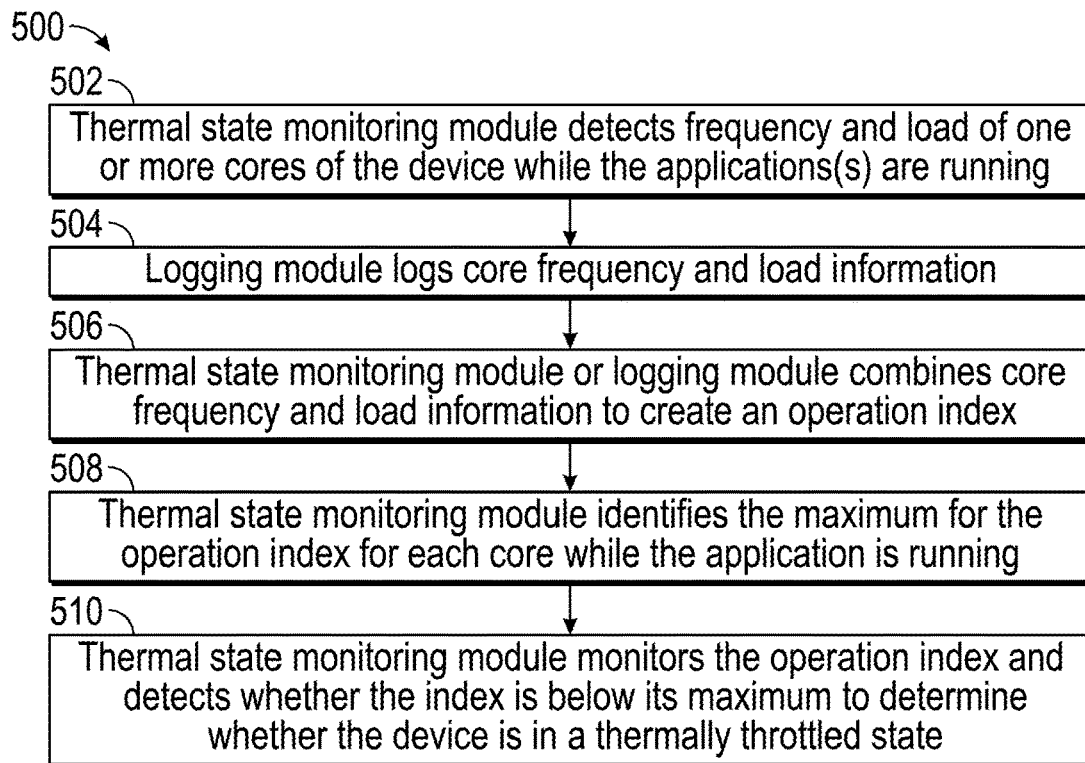 500
502
Thermal state monitoring module detects frequency and load of one
or more cores of the device while the applications(s) are running
504
Logging module logs core frequency and load information
506
Thermal state monitoring module or logging module combines core
frequency and load information to create an operation index
508
Thermal state monitoring module identifies the maximum for the
operation index for each core while the application is running
510
Thermal state monitoring module monitors the operation index and
detects whether the index is below its maximum to determine
whether the device is in a thermally throttled state